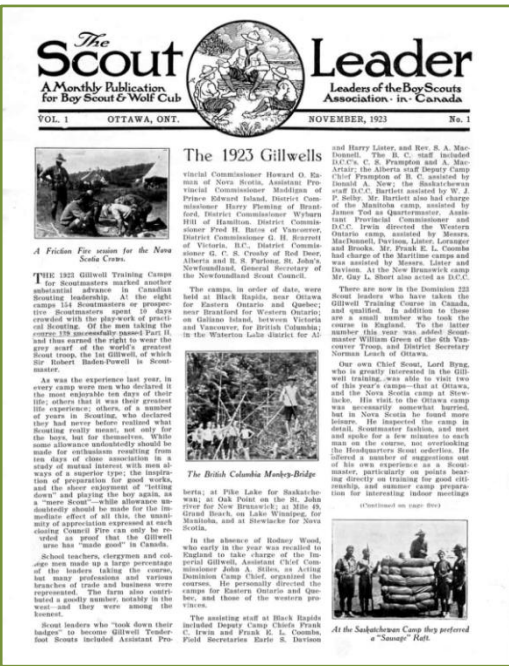 The
Scout Leader
A Monthly Publication
for Boy Scout & Wolf Cub
Leaders of the Boy Scouts
Association - in - Canada
VOL. 1
OTTAWA, ONT.
NOVEMBER, 1923
No. 1
A Friction Fire session for the Nova
Scotia Crews.
THE 1923 Gillwell Training Camps
for Scoutmasters marked another
substantial advance in Canadian
Scouting leadership. At the eight
camps 154 Scoutmasters or prospec-
tive Scoutmasters spent 10 days
crowded with the play-work of practi-
cal Scouting. Of the men taking the
course 129 successfully passed Part II,
and thus earned the right to wear the
grey scarf of the world's greatest
Scout troop, the 1st Gillwell, of which
Sir Robert Baden-Powell is Scout-
master.
As was the experience last year, in
every camp were men who declared it
the most enjoyable ten days of their
life; others that it was their greatest
life experience; others, of a number
of years in Scouting, who declared
they had never before realized what
Scouting really meant, not only for
the boys, but for themselves. While
some allowance undoubtedly should be
made for enthusiasm resulting from
ten days of close association in a
study of mutual interest with men al-
ways of a superior type; the inspira-
tion of preparation for good works,
and the sheer enjoyment of "letting
down" and playing the boy again, as
a "mere Scout"—while allowance un-
doubtedly should be made for the im-
mediate effect of all this, the unani-
mity of appreciation expressed at each
closing Council Fire can only be re-
arded as proof that the Gillwell
urse has "made good" in Canada.
School teachers, clergymen and col-
lege men made up a large percentage
of the leaders taking the course,
but many professions and various
branches of trade and business were
represented. The farm also contri-
buted a goodly number, notably in the
west—and they were among the
keenest.
Scout leaders who "took down their
badges" to become Gillwell Tender-
foot Scouts included Assistant Pro-
The 1923 Gillwells
vincial Commissioner Howard O. Ea-
man of Nova Scotia, Assistant Pro-
vincial Commissioner Maddigan of
Prince Edward Island, District Com-
missioner Harry Fleming of Brant-
ford, District Commissioner Wyburn
Hill of Hamilton, District Commis-
sioner Fred H. Bates of Vancouver,
District Commissioner G. H. Scarrett
of Victoria, B.C., District Commis-
sioner G. C. S. Crosby of Red Deer,
Alberta and R. R. Furlong, St. John's,
Newfoundland, General Secretary of
the Newfoundland Scout Council.
The camps, in order of date, were
held at Black Rapids, near Ottawa
for Eastern Ontario and Quebec;
near Brantford for Western Ontario;
on Galiano Island, between Victoria
and Vancouver, for British Columbia;
in the Waterton Lake district for Al-
The British Columbia Monkey-Bridge
berta; at Pike Lake for Saskatche-
wan; at Oak Point on the St. John
river for New Brunswick; at Mile 49,
Grand Beach, on Lake Winnipeg, for
Manitoba, and at Stewiacke for Nova
Scotia.
In the absence of Rodney Wood,
who early in the year was recalled to
England to take charge of the Im-
perial Gillwell, Assistant Chief Com-
missioner John A. Stiles, as Acting
Dominion Camp Chief, organized the
courses. He personally directed the
camps for Eastern Ontario and Que-
bec, and those of the western pro-
vinces.
The assisting staff at Black Rapids
included Deputy Camp Chiefs Frank
C. Irwin and Frank E. L. Coombs,
Field Secretaries Earle S. Davison
and Harry Lister, and Rev. S. A. Mac-
Donnell. The B. C. staff included
D.C.C's. C. S. Frampton and A. Mac-
Artair; the Alberta staff Deputy Camp
Chief Frampton of B. C. assisted by
Donald A. New; the Saskatchewan
staff D.C.C. Bartlett assisted by W. J.
P. Selby. Mr. Bartlett also had charge
of the Manitoba camp, assisted by
James Tod as Quartermaster. Assis-
tant Provincial Commissioner and
D.C.C. Irwin directed the Western
Ontario camp, assisted by Messrs.
MacDonnell, Davison, Lister, Loranger
and Brooks. Mr. Frank E. L. Coombs
had charge of the Maritime camps and
was assisted by Messrs. Lister and
Davison. At the New Brunswick camp
Mr. Guy L. Short also acted as D.C.C.
There are now in the Dominion 223
Scout leaders who have taken the
Gillwell Training Course in Canada,
and qualified. In addition to these
are a small number who took the
course in England. To the latter
number this year was added Scout-
master William Green of the 6th Van-
couver Troop, and District Secretary
Norman Leach of Ottawa.
Our own Chief Scout, Lord Byng,
who is greatly interested in the Gill-
well training, was able to visit two
of this year's camps—that at Ottawa,
and the Nova Scotia camp at Stew-
iacke. His visit to the Ottawa camp
was necessarily somewhat hurried,
but in Nova Scotia he found more
leisure. He inspected the camp in
detail, Scoutmaster fashion, and met
and spoke for a few minutes to each
man on the course, not overlooking
the Headquarters Scout orderlies. He
offered a number of suggestions out
of his own experience as a Scout-
master, particularly on points bear-
ing directly on training for good citi-
zenship, and summer camp prepara-
tion for interesting indoor meetings
(Continued on page five)
At the Saskatchewan Camp they preferred
a "Sausage" Raft.